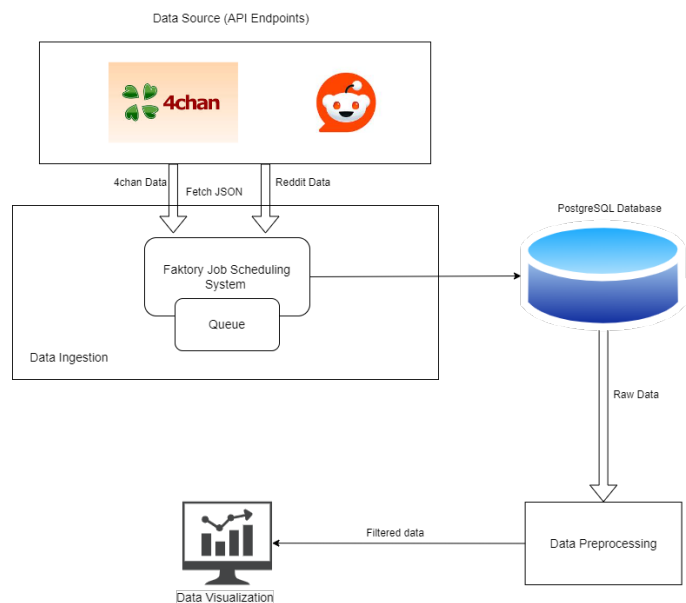 Data Source (API Endpoints)
4chan
4chan Data
Fetch JSON
Reddit Data
PostgreSQL Database
Faktory Job Scheduling
System
Queue
Data Ingestion
Raw Data
Filtered data
Data Preprocessing
Data Visualization